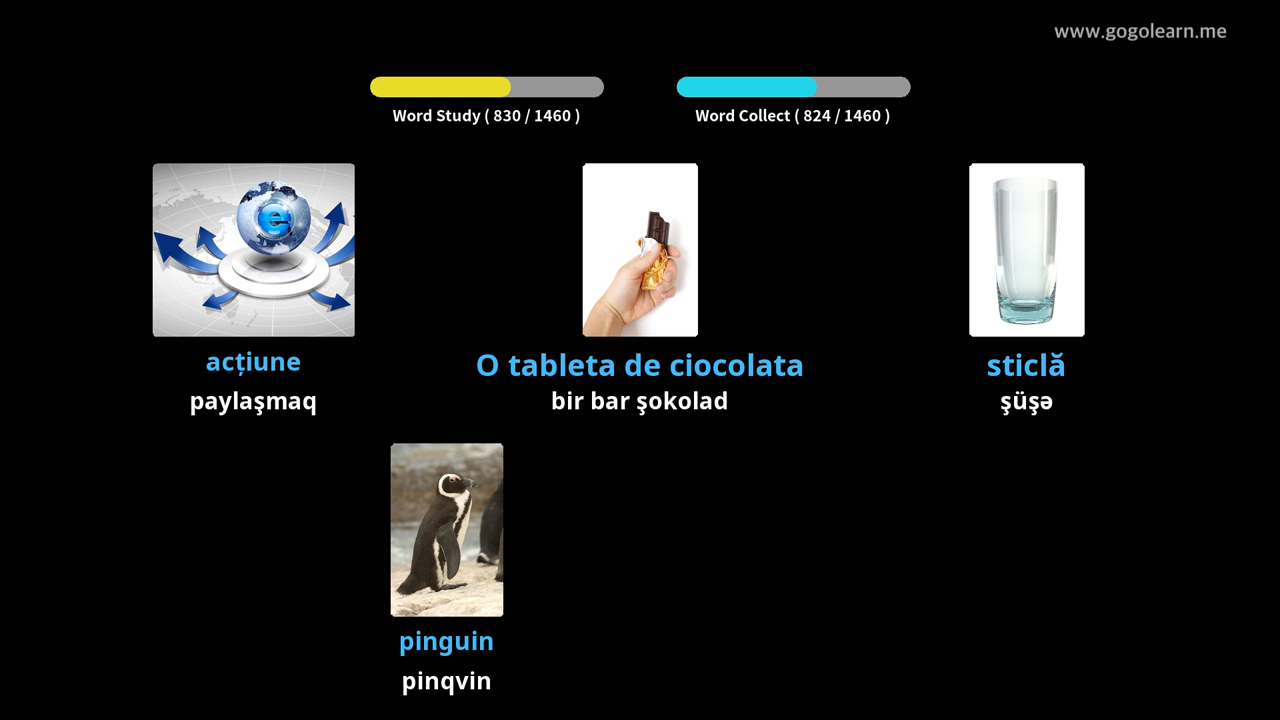 www.gogolearn.me
Word Study ( 830 / 1460 )
Word Collect ( 824 / 1460 )
e
acțiune
O tableta de ciocolata
sticlă
paylaşmaq
bir bar şokolad
şüşə
pinguin
pinqvin